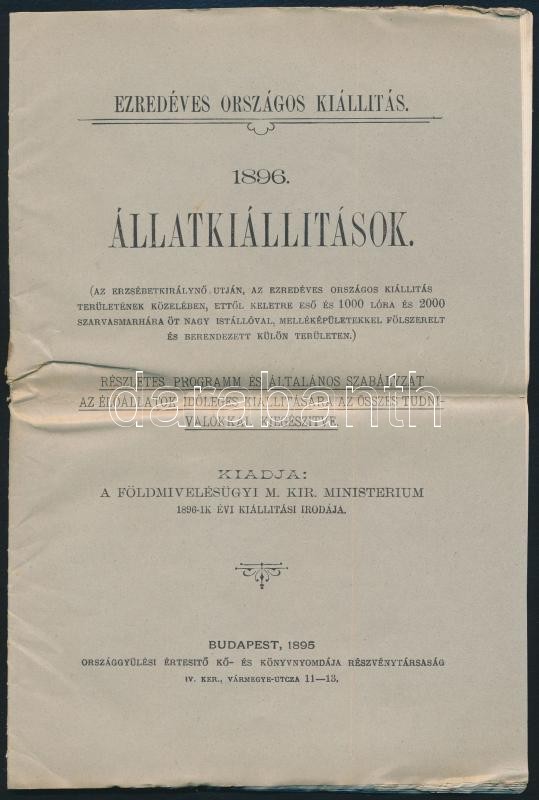 EZREDÉVES ORSZÁGOS KIÁLLITÁS.
1896.
ÁLLATKIÁLLITÁSOK.
(AZ ERZSÉBETKIRÁLYNŐ UTJÁN, AZ EZREDÉVES ORSZÁGOS KIÁLLITÁS
TERÜLETÉNEK KÖZELÉBEN, ETTŐL KELETRE ESŐ ÉS 1000 LÓRA ÉS 2000
SZARVASMARHÁRA ÖT NAGY ISTÁLLÓVAL, MELLÉKÉPÜLETEKKEL FÖLSZERELT
ÉS BERENDEZETT KÜLÖN TERÜLETEN.)
RÉSZLETES PROGRAMM ÉS ÁLTALÁNOS SZABÁLYZAT
AZ ÉLŐÁLLATOK IDŐLEGES KIÁLLITÁSÁRA AZ ÖSSZES TUDNI-
VALÓKKAL KIEGÉSZITVE
darabanth
KIADJA:
A FÖLDMIVELÉSÜGYI M. KIR. MINISTERIUM
1896-IK ÉVI KIÁLLITÁSI IRODÁJA.
BUDAPEST, 1895
ORSZÁGGYÜLÉSI ÉRTESITŐ KŐ- ÉS KÖNYVNYOMDÁJA RÉSZVÉNYTÁRSASÁG
IV. KER., VÁRMEGYE-UTCZA 11—13.